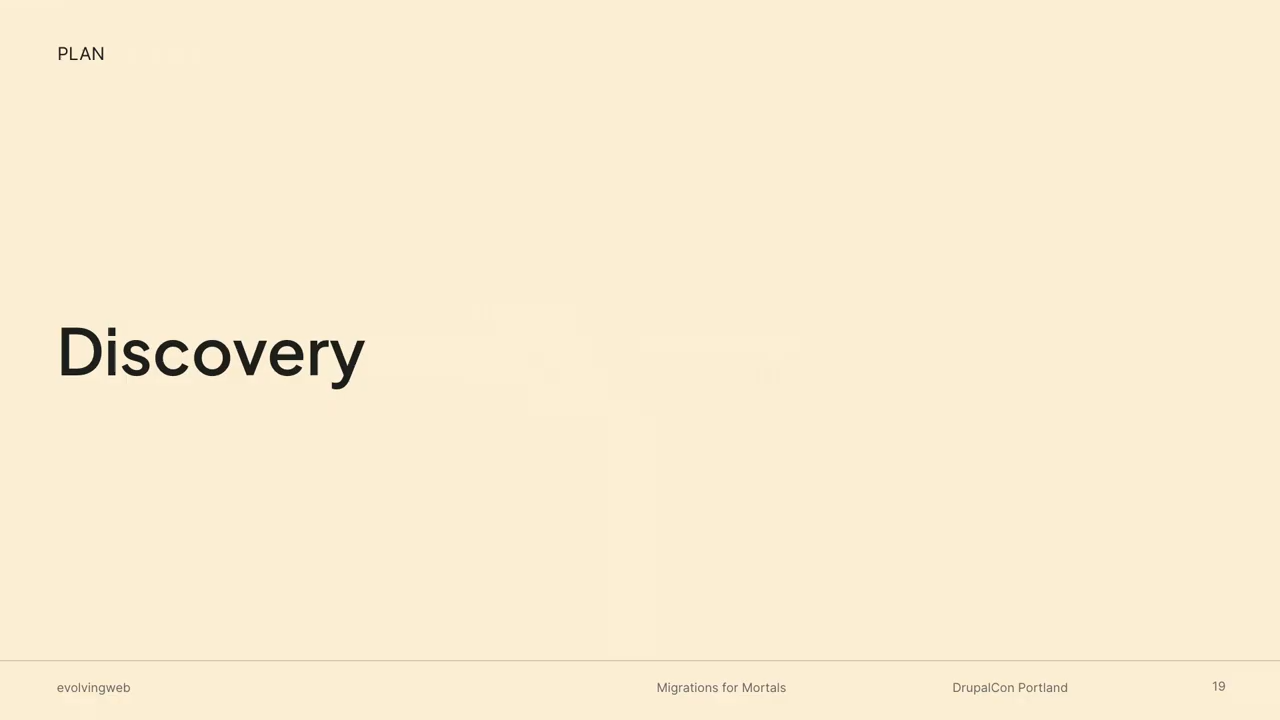 PLAN
Discovery
evolvingweb
Migrations for Mortals
DrupalCon Portland
19